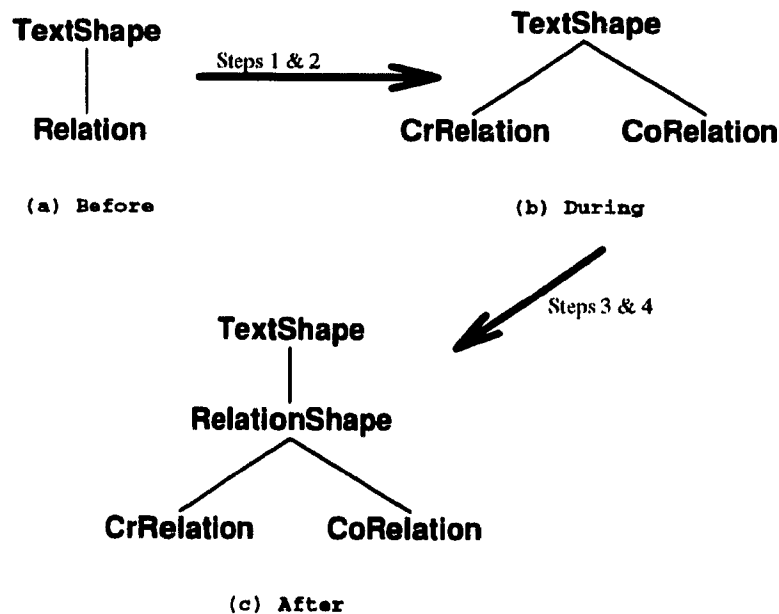 TextShape
Relation
(a) Before
Steps 1 & 2
TextShape
CrRelation
CoRelation
(b) During
Steps 3 & 4
TextShape
RelationShape
CrRelation
CoRelation
(c) After